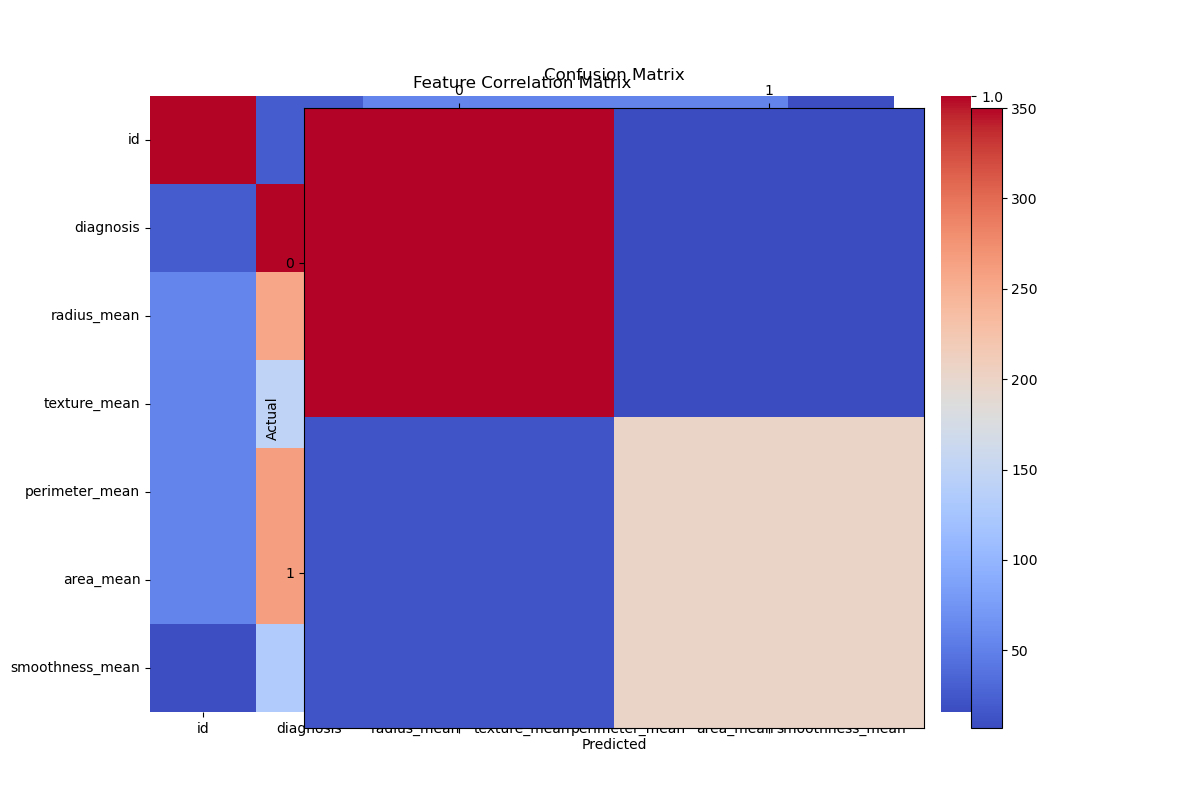 Confusion Matrix
Feature Correlation Matrix
0
1
1.0
350
id
300
diagnosis
0
250
radius_mean
200
texture_mean
Actual
150
perimeter_mean
100
area_mean
1
50
smoothness_mean
id
diagnosis
radius_mean
texture_mean
perimeter_mean
area_mean
smoothness_mean
Predicted